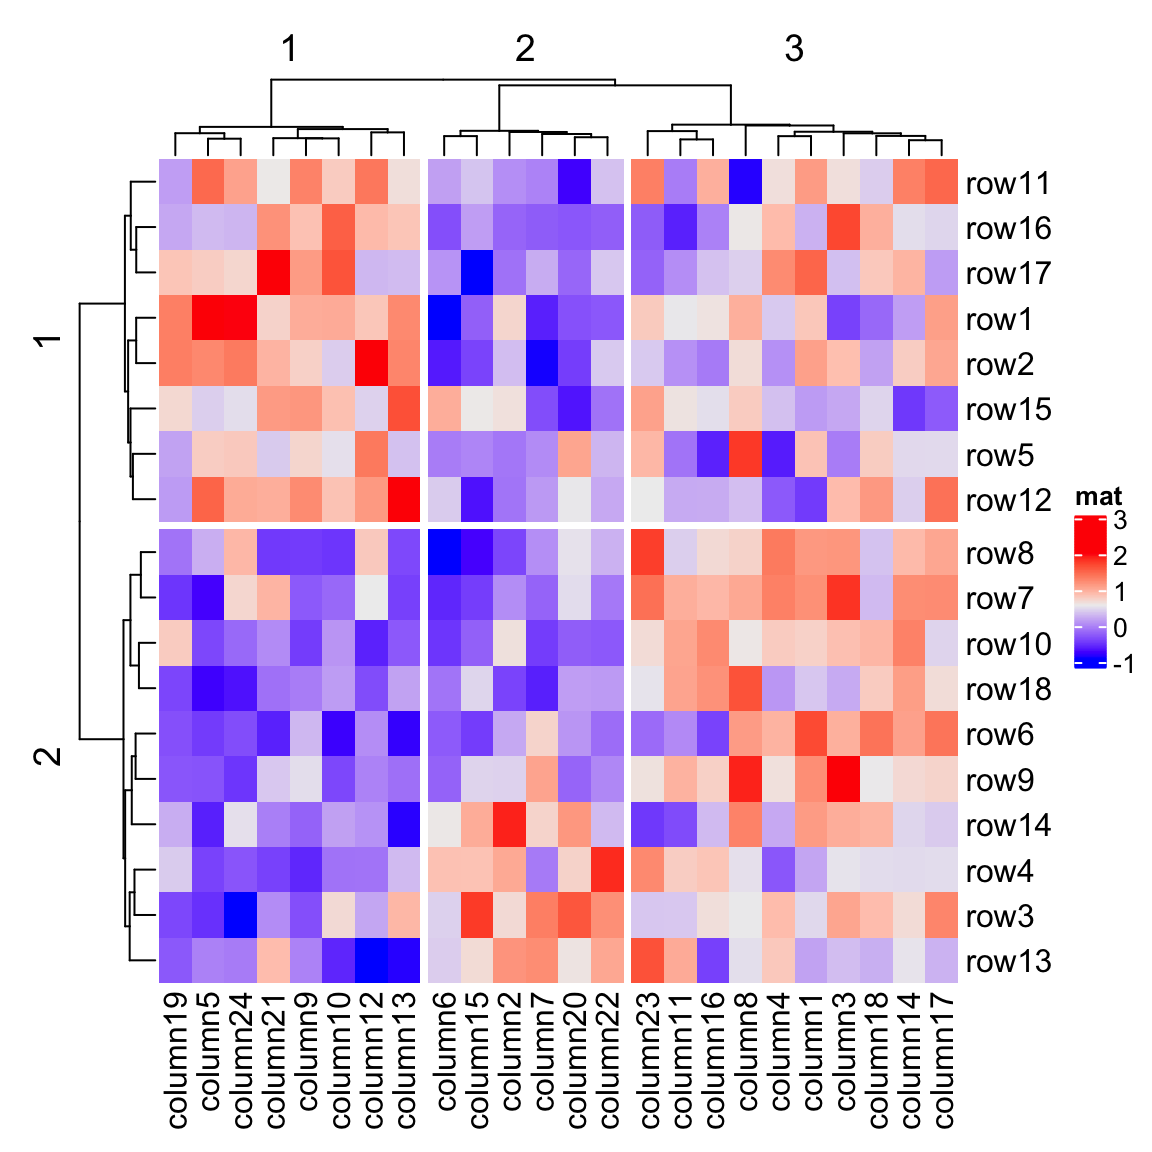 1 2 3
1
2
row11
row16
row17
row1
row2
row15
row5
row12
row8
row7
row10
row18
row6
row9
row14
row4
row3
row13
mat
3
2
1
0
-1
column19
column5
column24
column21
column9
column10
column12
column13
column6
column15
column2
column7
column20
column22
column23
column11
column16
column8
column4
column1
column3
column18
column14
column17